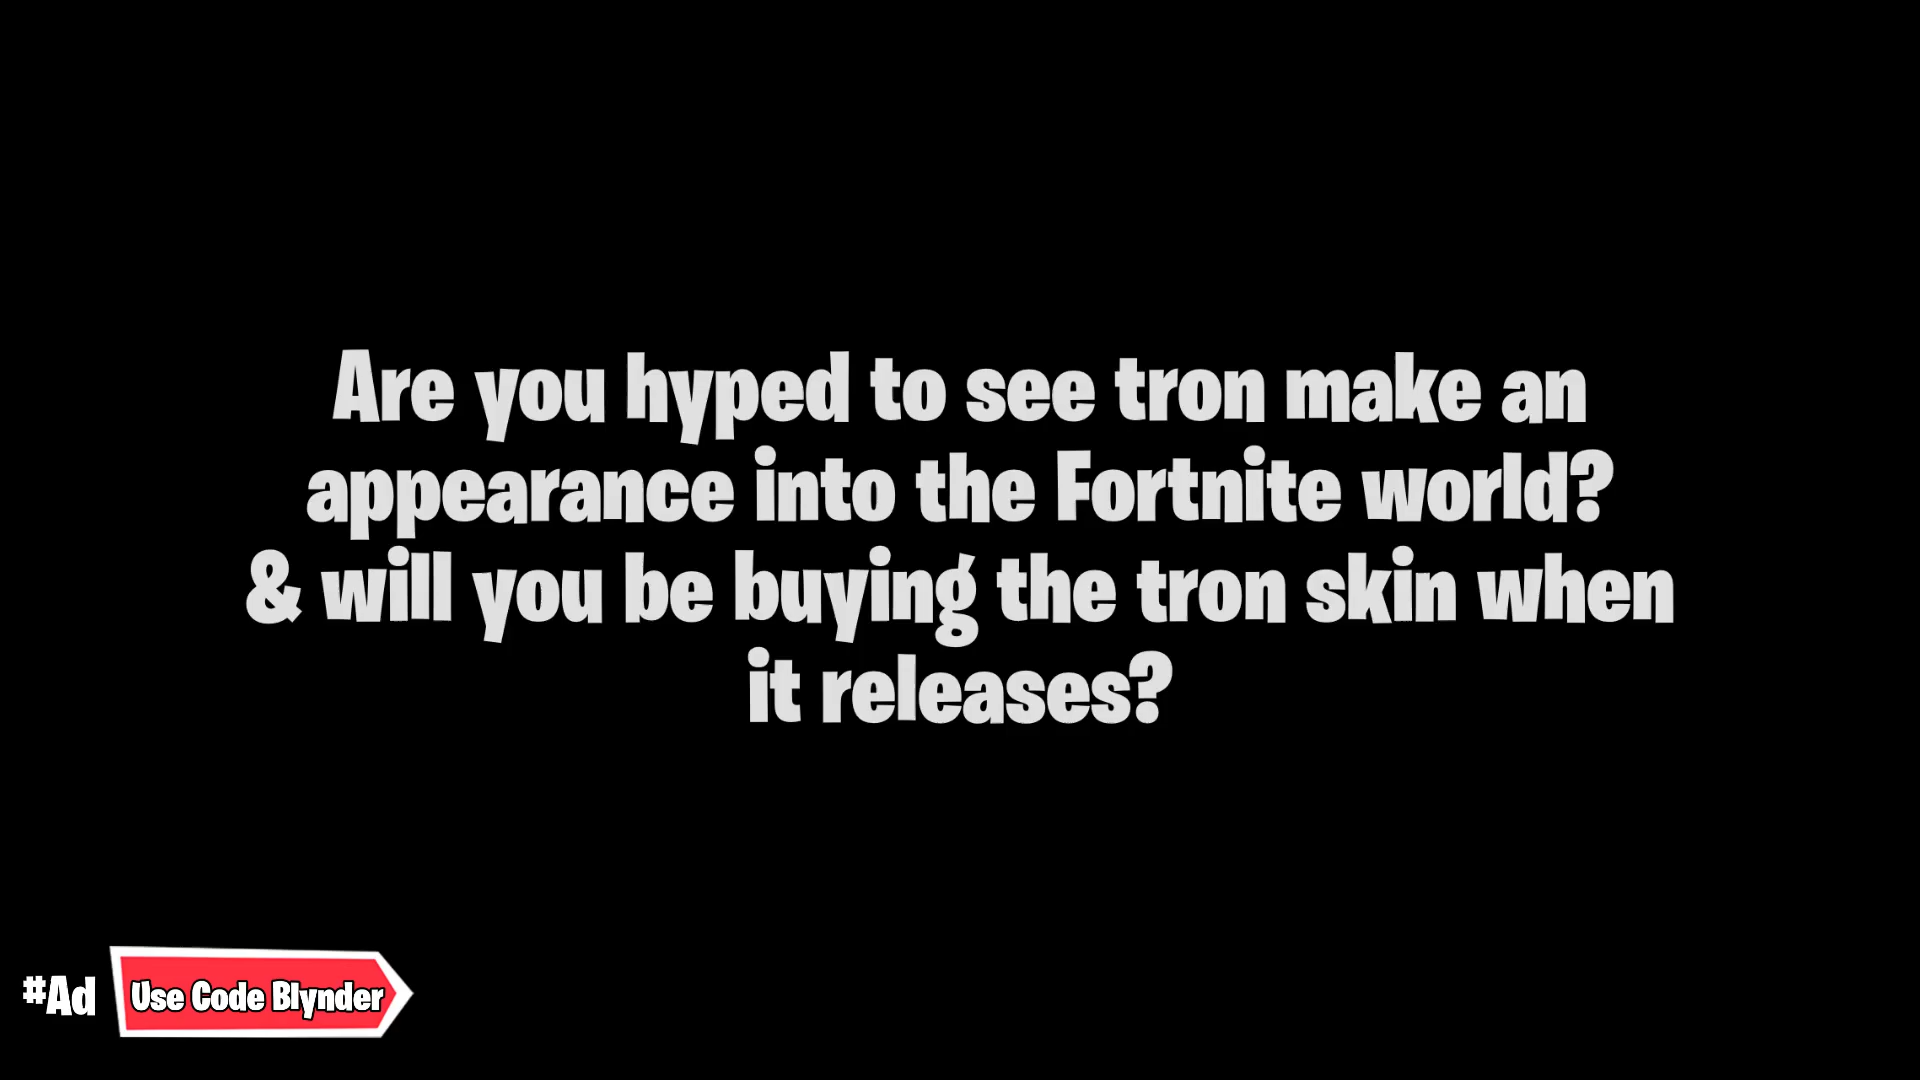 Are you hyped to see tron make an
appearance into the Fortnite world?
& will you be buying the tron skin when
it releases?
#Ad
Use Code Blynder